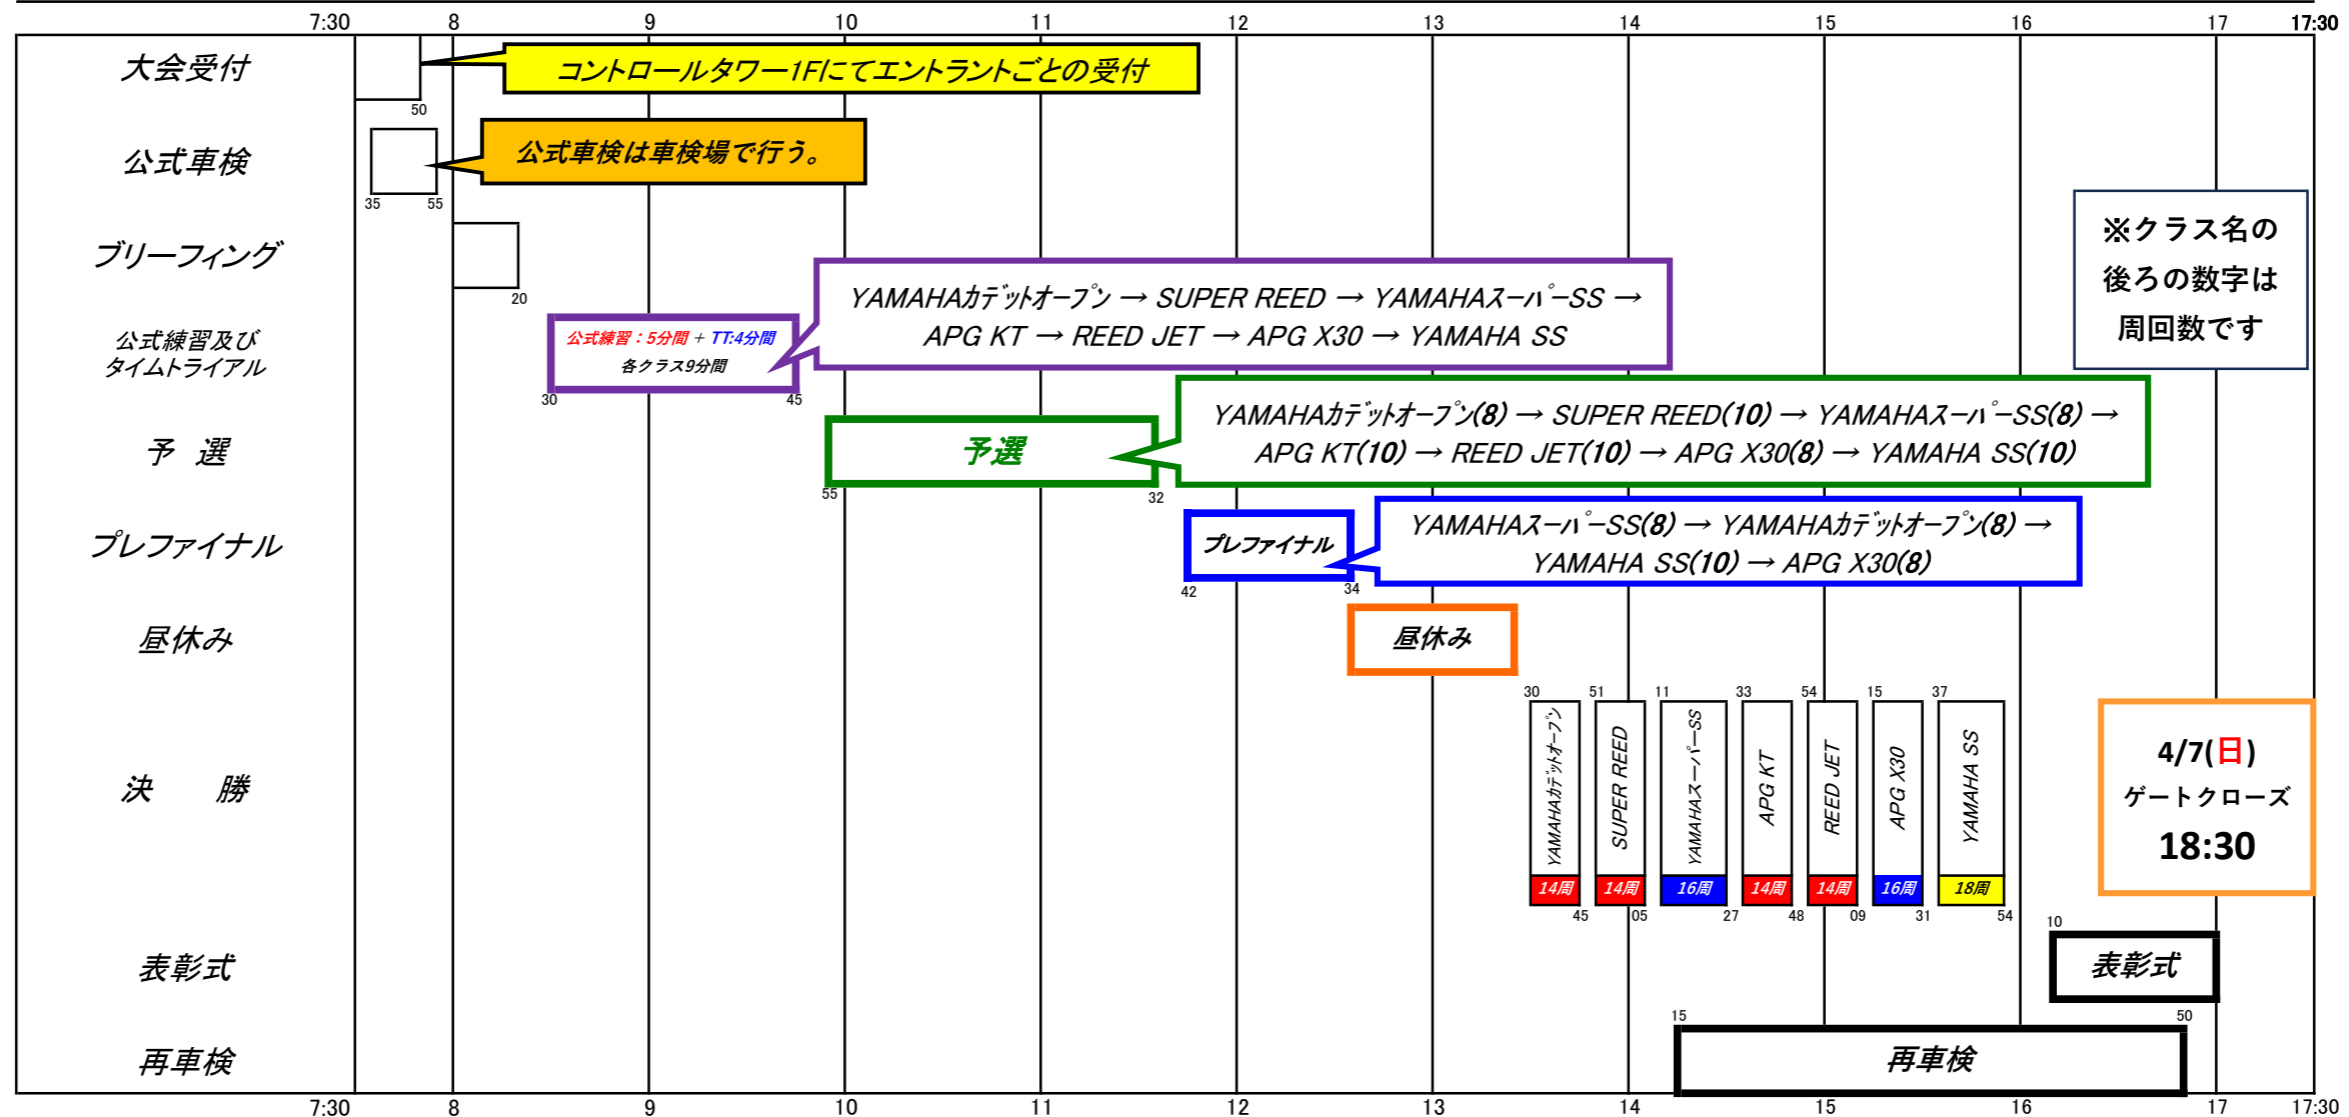 7:30 8 9 10 11 12 13 14 15 16 17 17:30
大会受付
コントロールタワー1Fにてエントラントごとの受付
50
公式車検
公式車検は車検場で行う。
35 55
ブリーフィング
20
公式練習及び
タイムトライアル
公式練習：5分間 + TT:4分間
各クラス9分間
30 45
YAMAHAカデットオープン → SUPER REED → YAMAHAスーパーSS →
APG KT → REED JET → APG X30 → YAMAHA SS
※クラス名の
後ろの数字は
周回数です
予 選
予選
55 32
YAMAHAカデットオープン(8) → SUPER REED(10) → YAMAHAスーパーSS(8) →
APG KT(10) → REED JET(10) → APG X30(8) → YAMAHA SS(10)
プレファイナル
プレファイナル
42 34
YAMAHAスーパーSS(8) → YAMAHAカデットオープン(8) →
YAMAHA SS(10) → APG X30(8)
昼休み
昼休み
決 勝
30 51 11 33 54 15 37
YAMAHAカデットオープン
SUPER REED
YAMAHAスーパーSS
APG KT
REED JET
APG X30
YAMAHA SS
14周 14周 16周 14周 14周 16周 18周
45 05 27 48 09 31 54
4/7(日)
ゲートクローズ
18:30
表彰式
10
表彰式
再車検
15 50
再車検
7:30 8 9 10 11 12 13 14 15 16 17 17:30